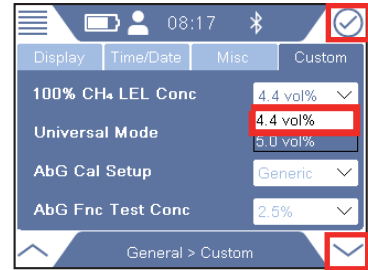 08:17
Display Time/Date Misc Custom
100% CH₄ LEL Conc 4.4 vol%
4.4 vol%
Universal Mode 5.0 vol%
AbG Cal Setup Generic
AbG Fnc Test Conc 2.5%
General > Custom